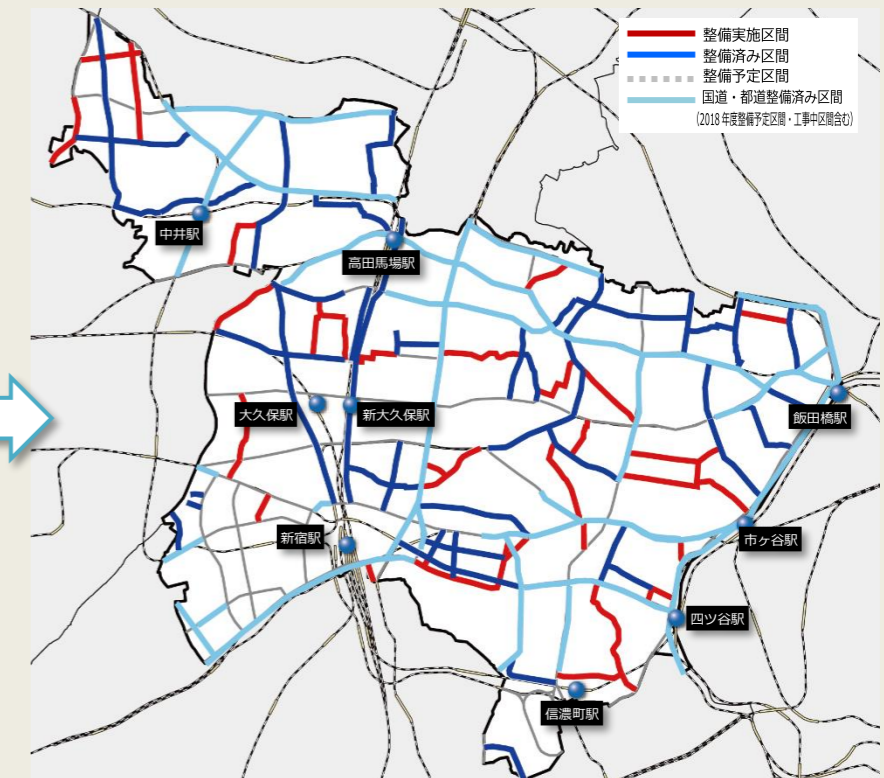 整備実施区間
整備済み区間
整備予定区間
国道・都道整備済み区間
(2018年度整備予定区間・工事中区間含む)
中井駅
高田馬場駅
大久保駅
新大久保駅
飯田橋駅
新宿駅
市ヶ谷駅
四ツ谷駅
信濃町駅